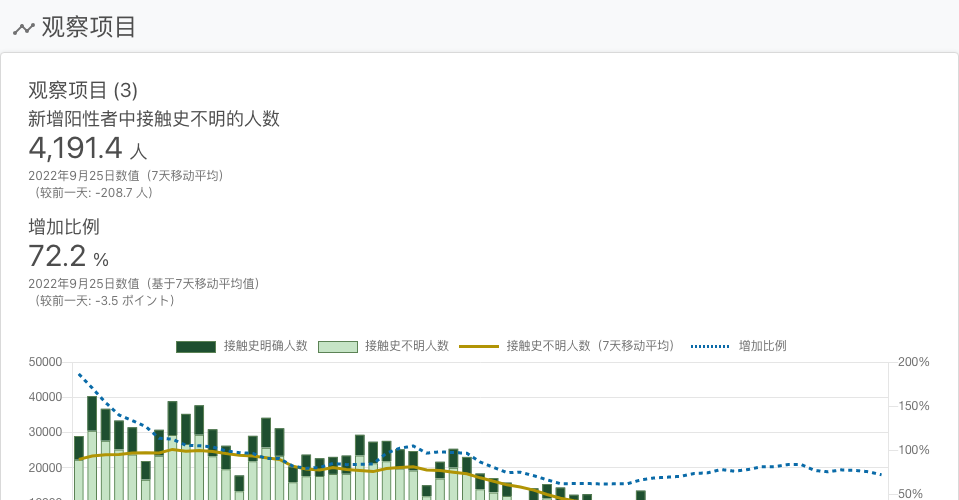 观察项目
观察项目 (3)
新增阳性者中接触史不明的人数
4,191.4 人
2022年9月25日数值（7天移动平均）
（较前一天: -208.7 人）
增加比例
72.2 %
2022年9月25日数值（基于7天移动平均值）
（较前一天: -3.5 ポイント）
接触史明确人数 接触史不明人数 接触史不明人数（7天移动平均） 增加比例
50000 200%
40000
150%
30000
100%
20000
50%
10000